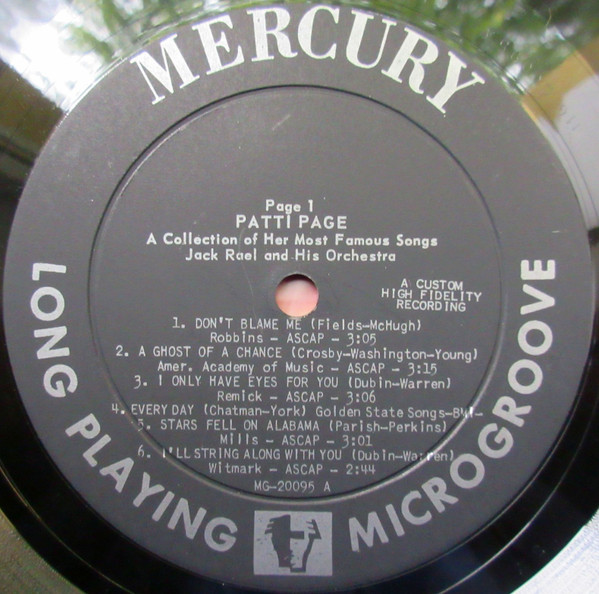 MERCURY
Page 1
PATTI PAGE
A Collection of Her Most Famous Songs
Jack Rael and His Orchestra
A CUSTOM
HIGH FIDELITY
RECORDING
1. DON'T BLAME ME (Fields-McHugh)
Robbins - ASCAP - 3:05
2. A GHOST OF A CHANCE (Crosby-Washington-Young)
Amer. Academy of Music - ASCAP - 3:15
3. I ONLY HAVE EYES FOR YOU (Dubin-Warren)
Remick - ASCAP - 3:06
4. EVERY DAY (Chatman-York) Golden State Songs-BMI-
5. STARS FELL ON ALABAMA (Parish-Perkins)
Mills - ASCAP - 3:01
6. I'LL STRING ALONG WITH YOU (Dubin-Warren)
Witmark - ASCAP - 2:44
MG-20095 A
LONG PLAYING MICROGROOVE